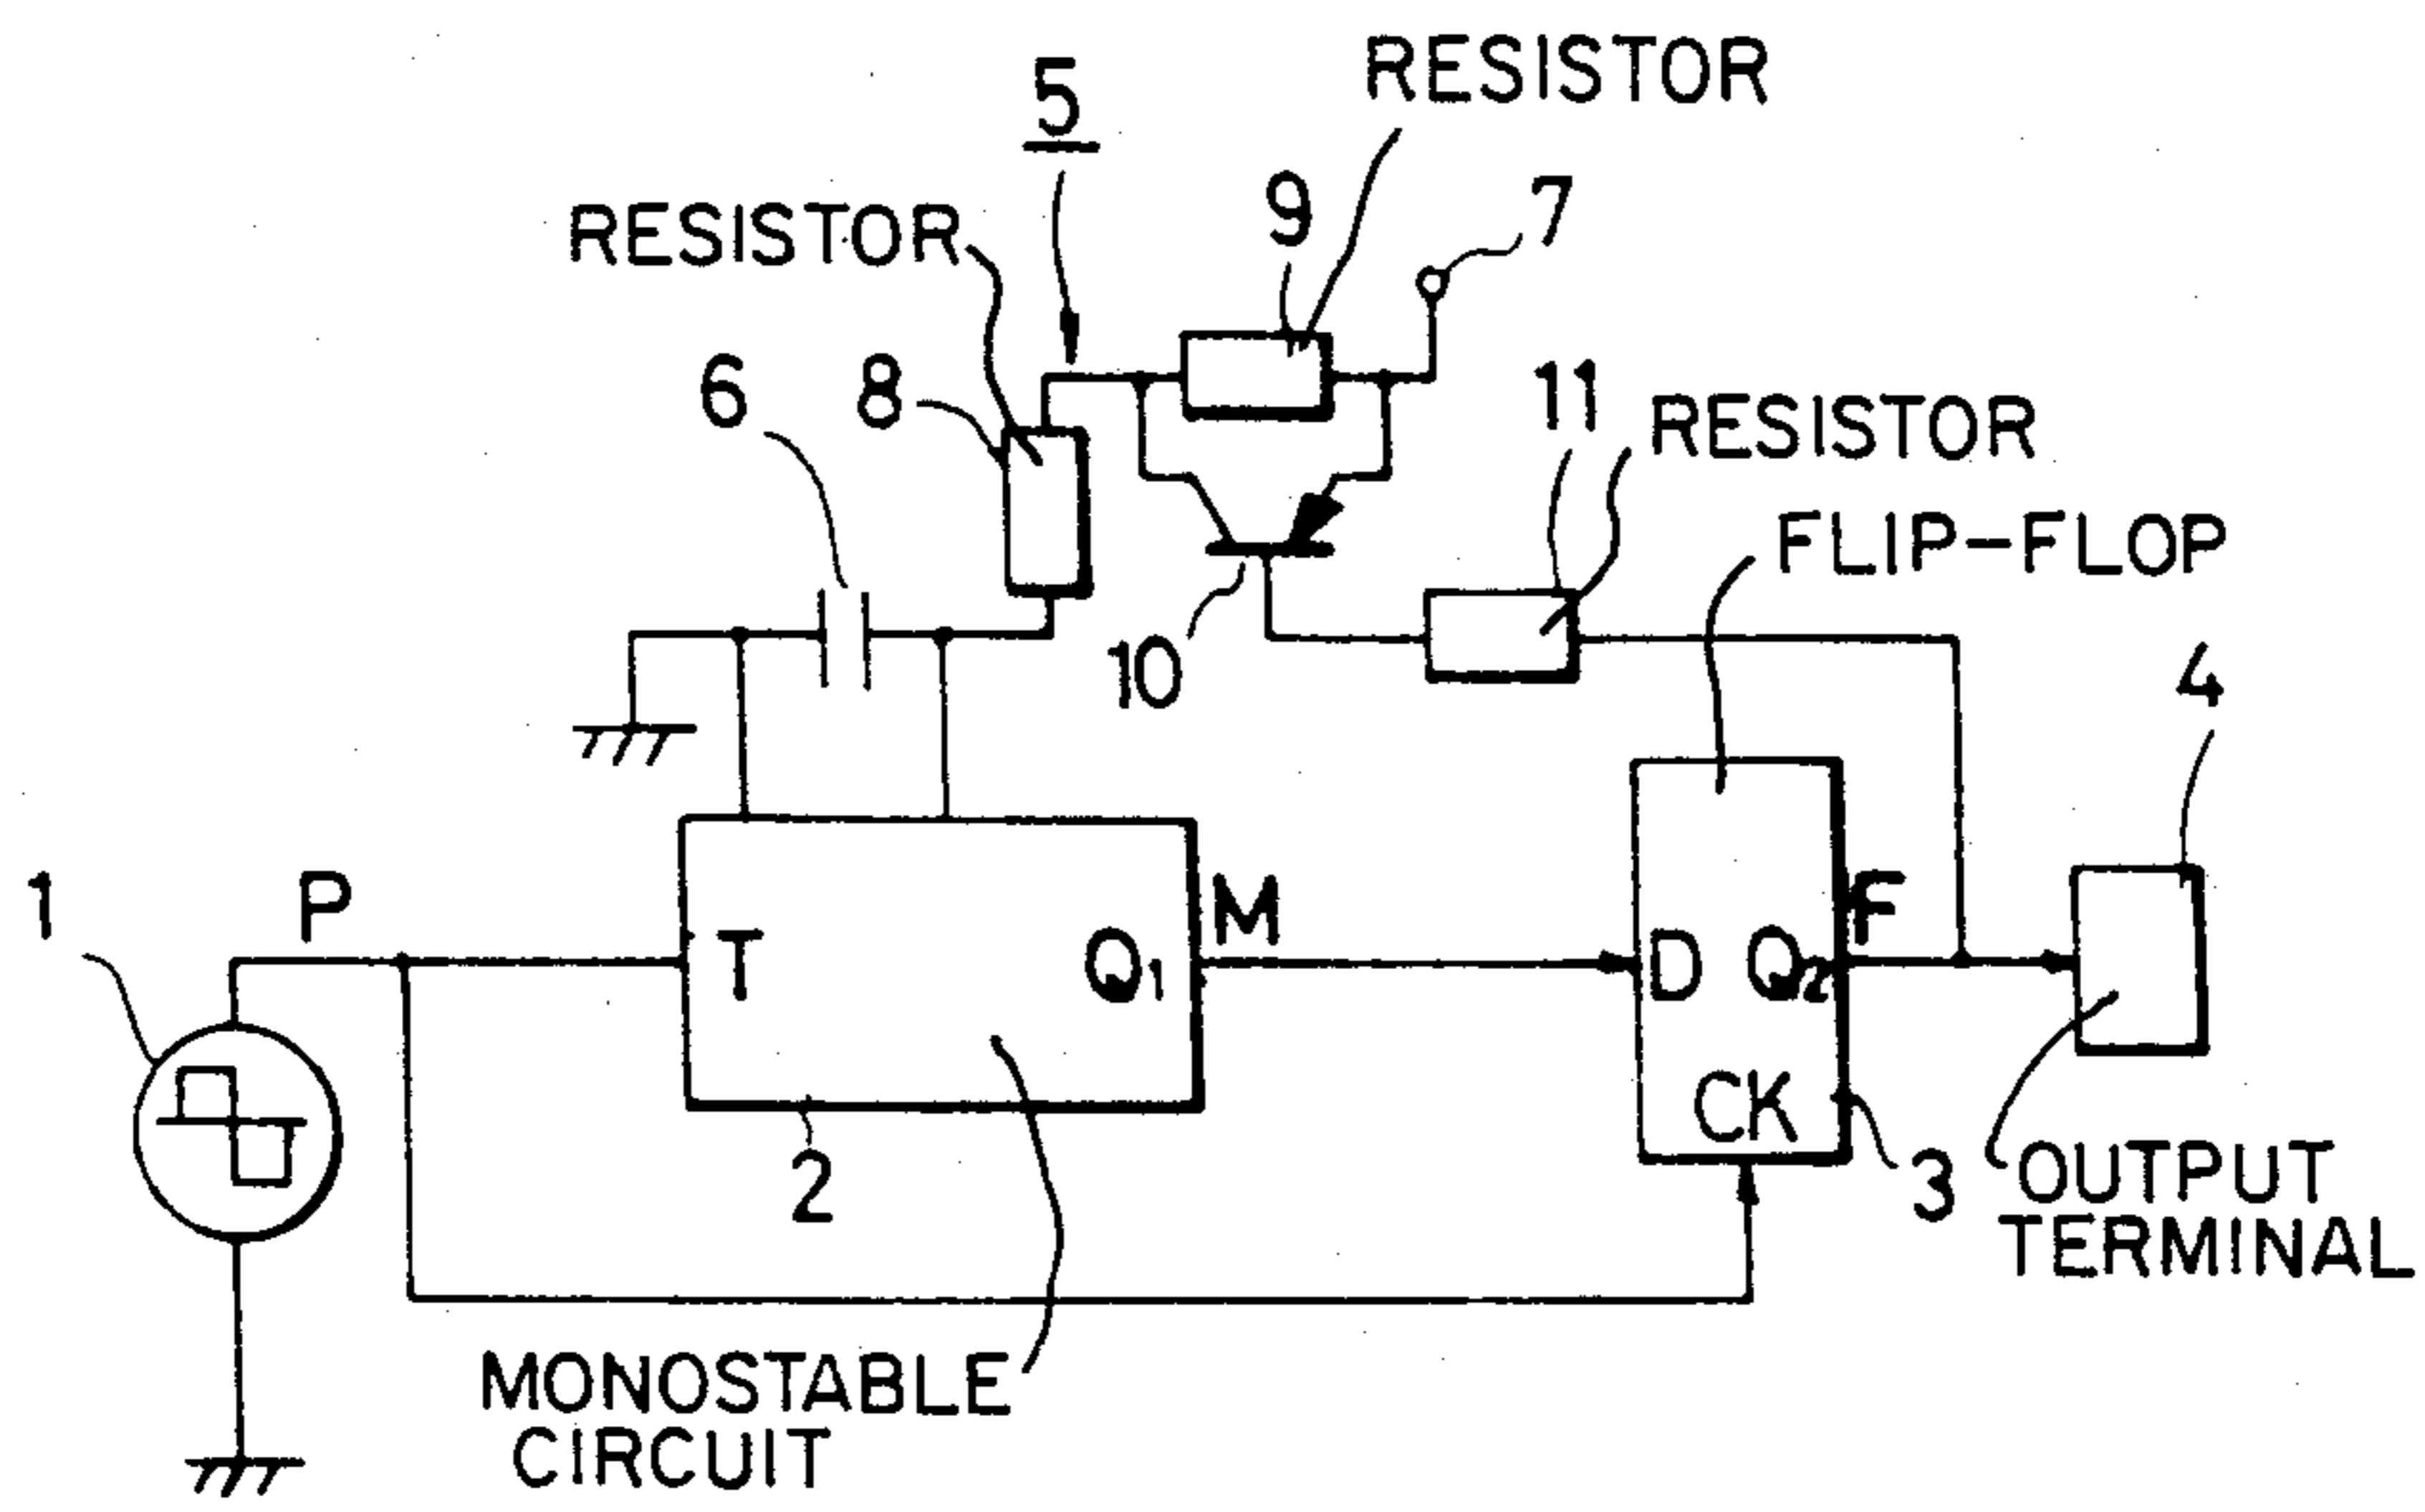 RESISTOR
5
9
7
RESISTOR
6
8
11
RESISTOR
FLIP-FLOP
10
4
1
P
M
F
T
Q1
D
Q2
CK
2
3
OUTPUT
TERMINAL
MONOSTABLE
CIRCUIT